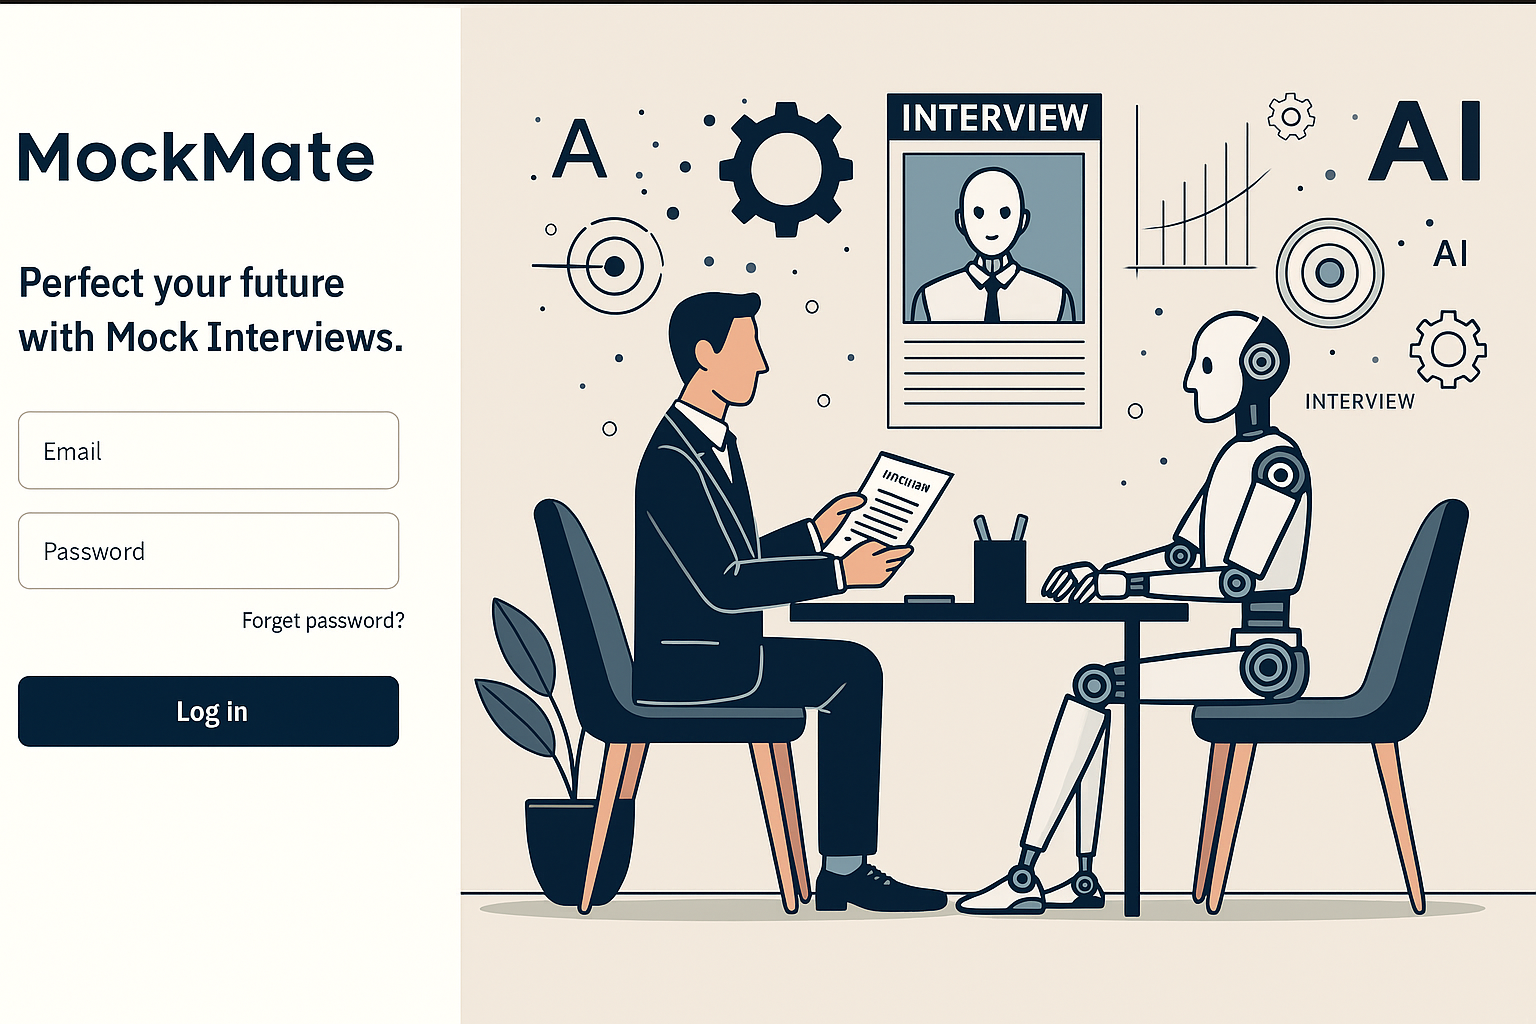 MockMate
Perfect your future
with Mock Interviews.
Email
Password
Forget password?
Log in
A
INTERVIEW
AI
AI
INTERVIEW